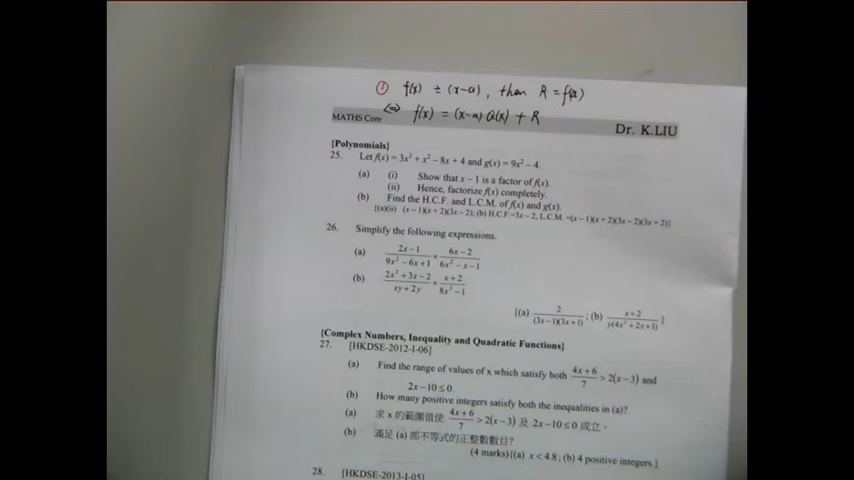 ① f(x) ÷ (x-a), then R = f(a)
⇔ f(x) = (x-a) Q(x) + R
MATHS Core Dr. K.LIU
{Polynomials}
25. Let f(x) = 3x³ + x² − 8x + 4 and g(x) = 9x² − 4.
(a) (i) Show that x − 1 is a factor of f(x).
(ii) Hence, factorize f(x) completely.
(b) Find the H.C.F. and L.C.M. of f(x) and g(x).
{(a)(ii) (x − 1)(x + 2)(3x − 2); (b) H.C.F.=3x − 2, L.C.M. =(x − 1)(x + 2)(3x − 2)(3x + 2)}
26. Simplify the following expressions.
(a) (2x − 1)/(9x² − 6x + 1) × (6x − 2)/(6x² − x − 1)
(b) (2x² + 3x − 2)/(xy + 2y) × (x + 2)/(8x³ − 1)
{(a) 2/((3x − 1)(3x + 1)) ; (b) (x + 2)/(y(4x² + 2x + 1)) }
{Complex Numbers, Inequality and Quadratic Functions}
27. [HKDSE-2012-I-06]
(a) Find the range of values of x which satisfy both (4x + 6)/7 > 2(x − 3) and
2x − 10 ≤ 0.
(b) How many positive integers satisfy both the inequalities in (a)?
(a) 求 x 的範圍值使 (4x + 6)/7 > 2(x − 3) 及 2x − 10 ≤ 0 成立。
(b) 滿足 (a) 部不等式的正整數數目?
(4 marks){(a) x < 4.8 ; (b) 4 positive integers.}
28. [HKDSE-2013-I-05]